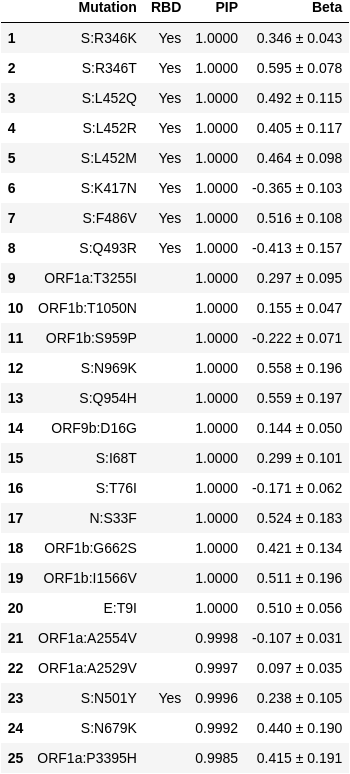 Mutation RBD PIP Beta
1 S:R346K Yes 1.0000 0.346 ± 0.043
2 S:R346T Yes 1.0000 0.595 ± 0.078
3 S:L452Q Yes 1.0000 0.492 ± 0.115
4 S:L452R Yes 1.0000 0.405 ± 0.117
5 S:L452M Yes 1.0000 0.464 ± 0.098
6 S:K417N Yes 1.0000 -0.365 ± 0.103
7 S:F486V Yes 1.0000 0.516 ± 0.108
8 S:Q493R Yes 1.0000 -0.413 ± 0.157
9 ORF1a:T3255I 1.0000 0.297 ± 0.095
10 ORF1b:T1050N 1.0000 0.155 ± 0.047
11 ORF1b:S959P 1.0000 -0.222 ± 0.071
12 S:N969K 1.0000 0.558 ± 0.196
13 S:Q954H 1.0000 0.559 ± 0.197
14 ORF9b:D16G 1.0000 0.144 ± 0.050
15 S:I68T 1.0000 0.299 ± 0.101
16 S:T76I 1.0000 -0.171 ± 0.062
17 N:S33F 1.0000 0.524 ± 0.183
18 ORF1b:G662S 1.0000 0.421 ± 0.134
19 ORF1b:I1566V 1.0000 0.511 ± 0.196
20 E:T9I 1.0000 0.510 ± 0.056
21 ORF1a:A2554V 0.9998 -0.107 ± 0.031
22 ORF1a:A2529V 0.9997 0.097 ± 0.035
23 S:N501Y Yes 0.9996 0.238 ± 0.105
24 S:N679K 0.9992 0.440 ± 0.190
25 ORF1a:P3395H 0.9985 0.415 ± 0.191